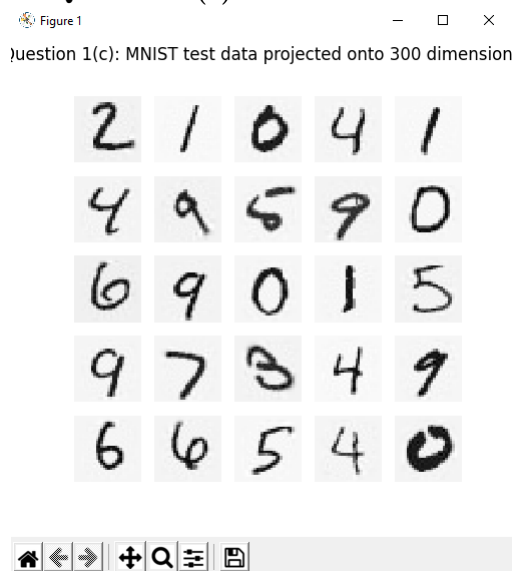 Figure 1
Question 1(c): MNIST test data projected onto 300 dimension
2 1 0 4 1
4 9 5 9 0
6 9 0 1 5
9 7 3 4 9
6 6 5 4 0